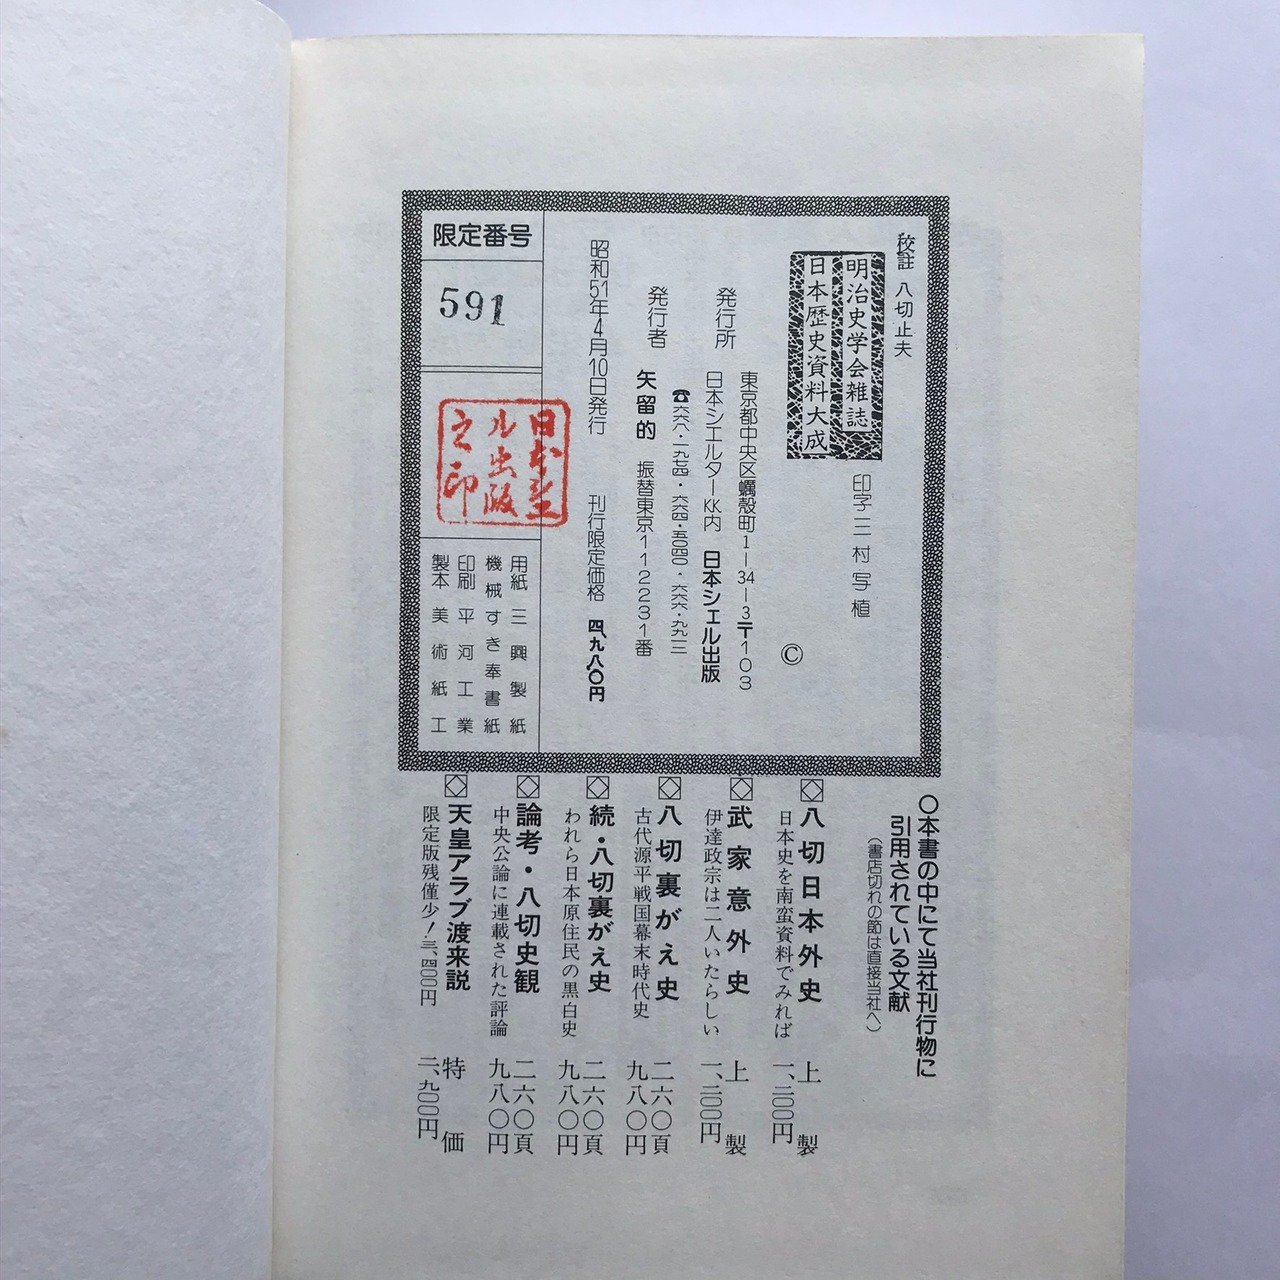 校註 八切止夫
明治史学会雑誌
日本歴史資料大成
印字 三村写植
©
発行所
東京都中央区蠣殻町1―34―3〒103
日本シェルターKK内 日本シェル出版
☎六六八・一九七四・六六四・五〇四〇・六六六・九九一三
発行者
矢留的 振替東京112231番
昭和51年4月10日発行 刊行限定価格 四、九八〇円
限定番号
591
日本シェ
ル出版
之印
用紙 三興製紙
機械すき奉書紙
印刷 平河工業
製本 美術紙工
〇本書の中にて当社刊行物に
引用されている文献
(書店切れの節は直接当社へ)
八切日本外史 上製
日本史を南蛮資料でみれば 一、二〇〇円
武家意外史 上製
伊達政宗は二人いたらしい 一、二〇〇円
八切裏がえ史 二六〇頁
古代源平戦国幕末時代史 九八〇円
続・八切裏がえ史 二六〇頁
われら日本原住民の黒白史 九八〇円
論考・八切史観 二六〇頁
中央公論に連載された評論 九八〇円
天皇アラブ渡来説 特価
限定版残僅少!三、四〇〇円 二、九〇〇円